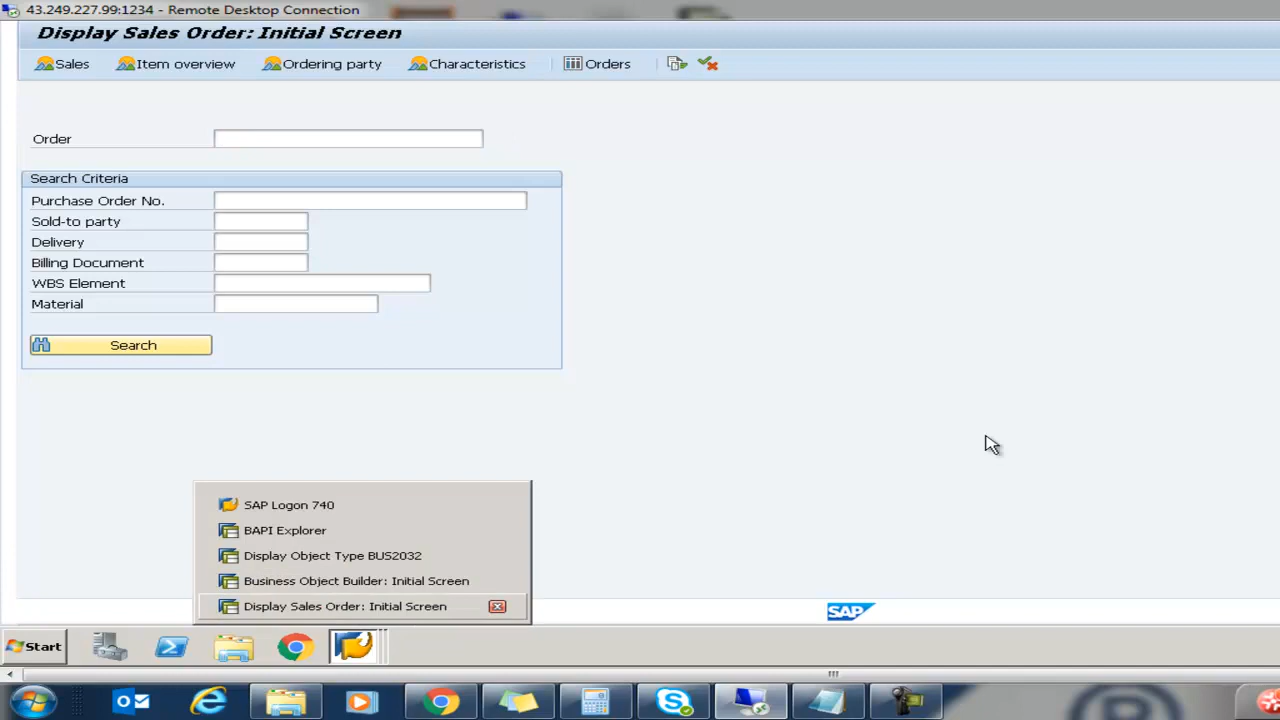 43.249.227.99:1234 - Remote Desktop Connection
Display Sales Order: Initial Screen
Sales Item overview Ordering party Characteristics Orders
Order
Search Criteria
Purchase Order No.
Sold-to party
Delivery
Billing Document
WBS Element
Material
Search
SAP Logon 740
BAPI Explorer
Display Object Type BUS2032
Business Object Builder: Initial Screen
Display Sales Order: Initial Screen
SAP
Start